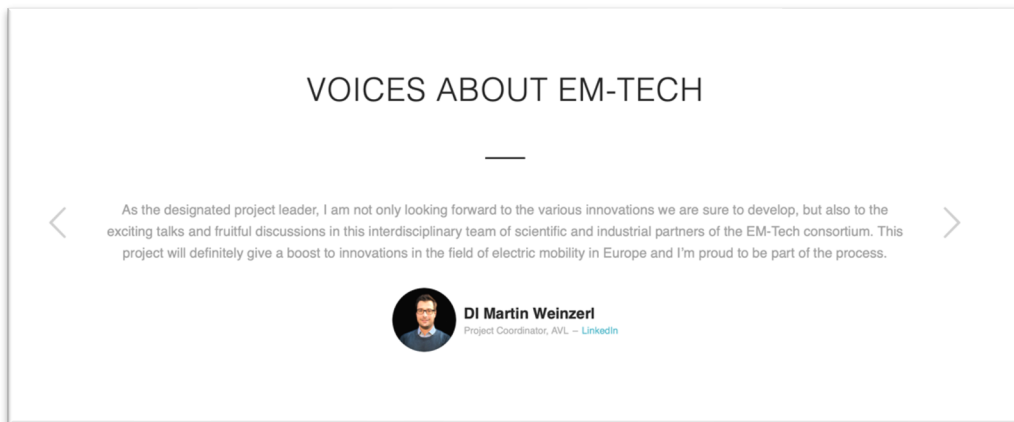 VOICES ABOUT EM-TECH
As the designated project leader, I am not only looking forward to the various innovations we are sure to develop, but also to the
exciting talks and fruitful discussions in this interdisciplinary team of scientific and industrial partners of the EM-Tech consortium. This
project will definitely give a boost to innovations in the field of electric mobility in Europe and I'm proud to be part of the process.
DI Martin Weinzerl
Project Coordinator, AVL – LinkedIn